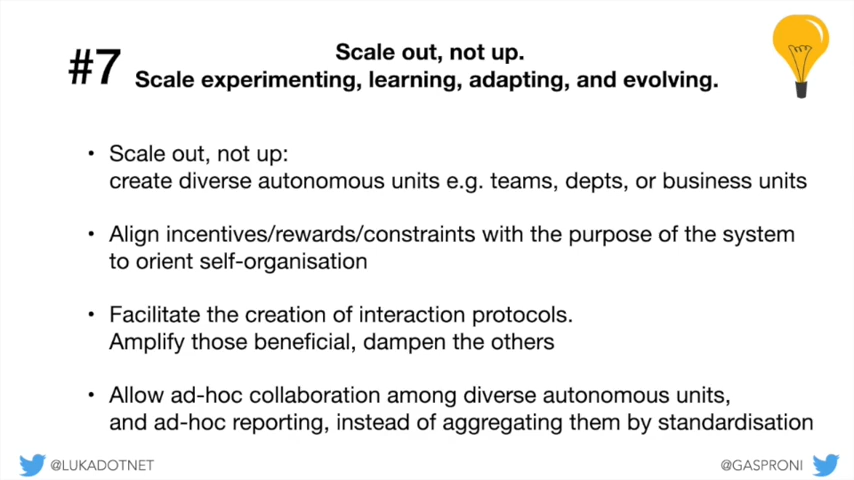 #7
Scale out, not up.
Scale experimenting, learning, adapting, and evolving.
• Scale out, not up:
create diverse autonomous units e.g. teams, depts, or business units
• Align incentives/rewards/constraints with the purpose of the system
to orient self-organisation
• Facilitate the creation of interaction protocols.
Amplify those beneficial, dampen the others
• Allow ad-hoc collaboration among diverse autonomous units,
and ad-hoc reporting, instead of aggregating them by standardisation
@LUKADOTNET
@GASPRONI